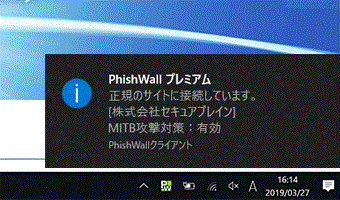 PhishWall プレミアム
正規のサイトに接続しています。
[株式会社セキュアブレイン]
MITB攻撃対策：有効
PhishWallクライアント
A
16:14
2019/03/27